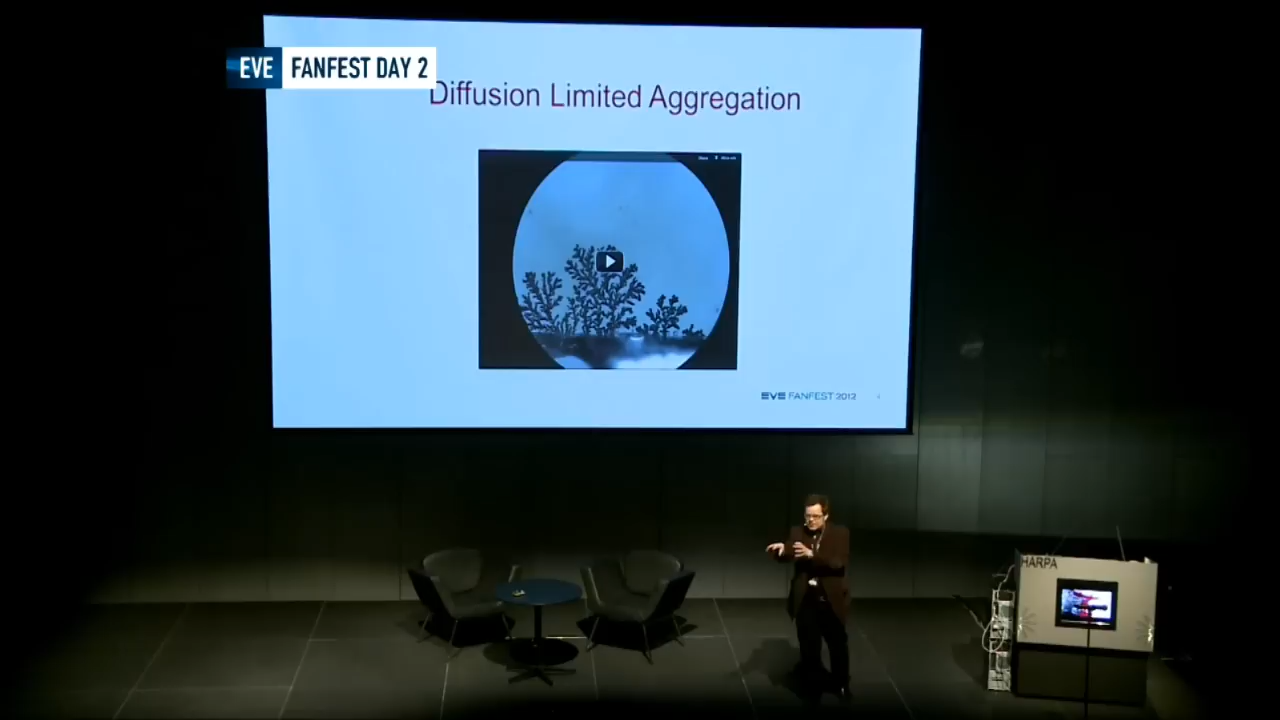 EVE FANFEST DAY 2
Diffusion Limited Aggregation
EVE FANFEST 2012
HARPA